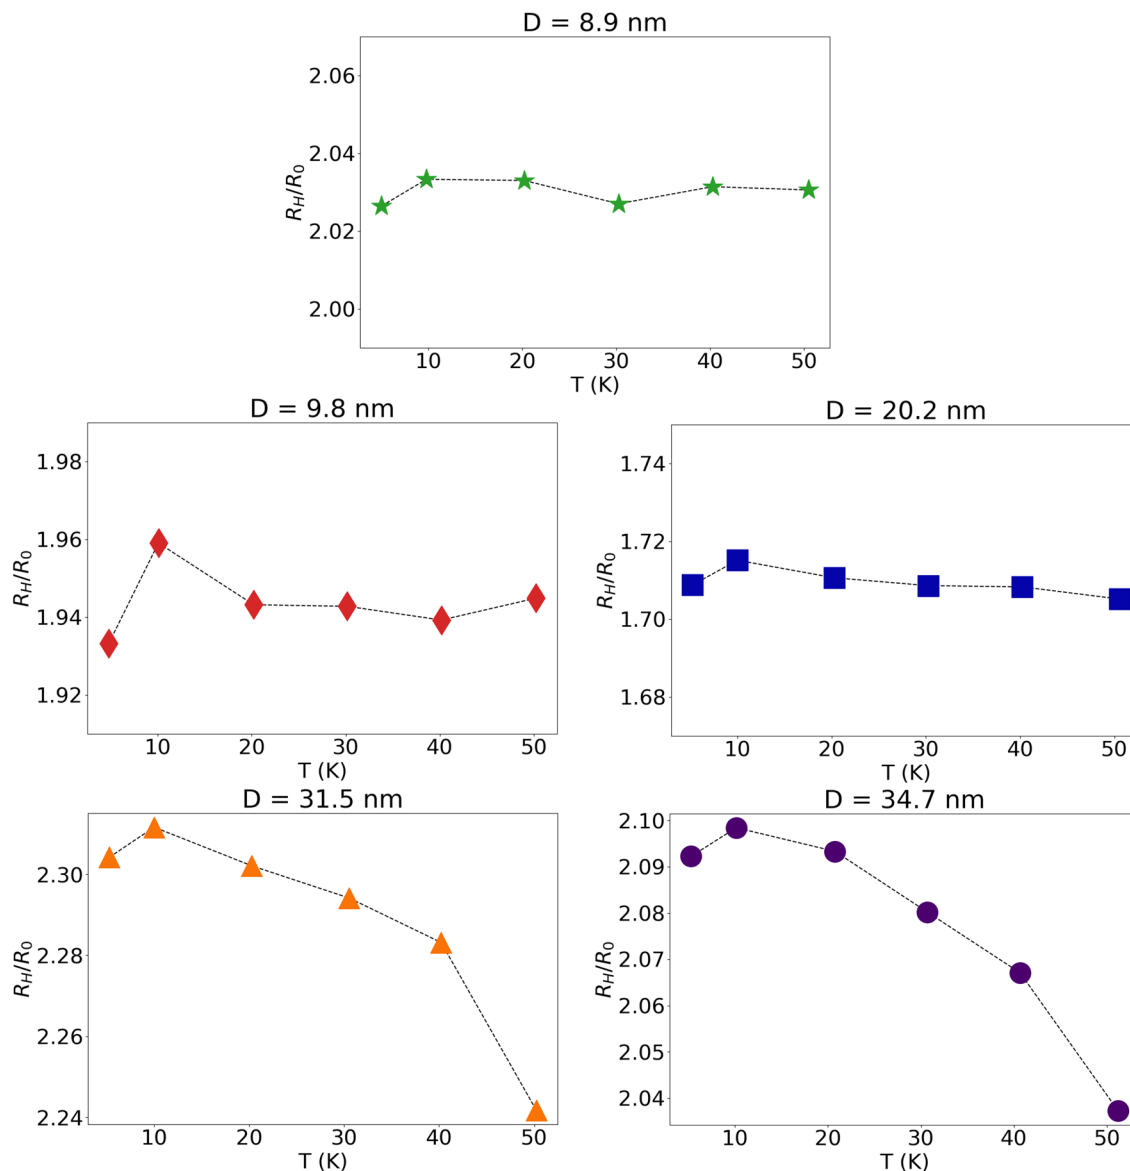 D = 8.9 nm
2.06
2.04
2.02
2.00
R_H/R_0
10 20 30 40 50
T (K)
D = 9.8 nm
1.98
1.96
1.94
1.92
R_H/R_0
10 20 30 40 50
T (K)
D = 20.2 nm
1.74
1.72
1.70
1.68
R_H/R_0
10 20 30 40 50
T (K)
D = 31.5 nm
2.30
2.28
2.26
2.24
R_H/R_0
10 20 30 40 50
T (K)
D = 34.7 nm
2.10
2.09
2.08
2.07
2.06
2.05
2.04
R_H/R_0
10 20 30 40 50
T (K)